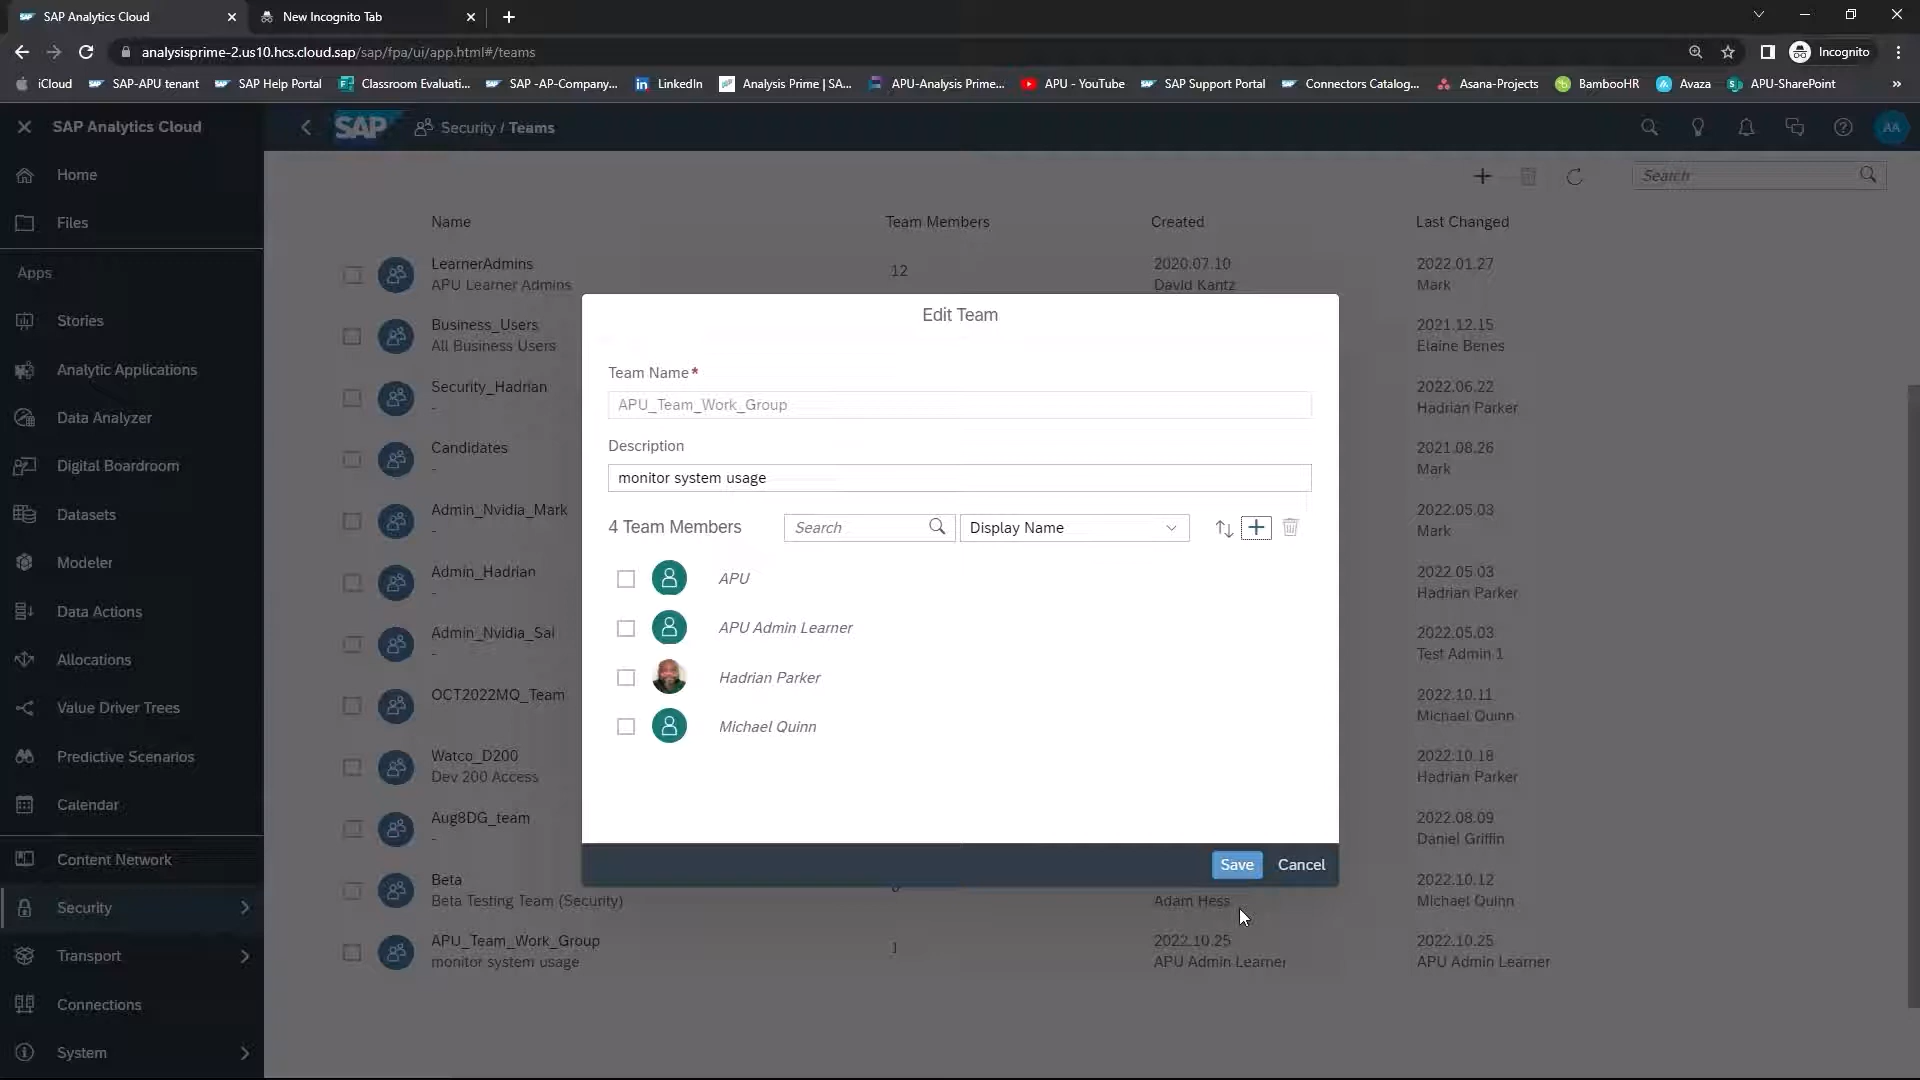 SAP Analytics Cloud
New Incognito Tab
analysisprime-2.us10.hcs.cloud.sap/sap/fpa/ui/app.html#/teams
Incognito
iCloud
SAP-APU tenant
SAP Help Portal
Classroom Evaluati...
SAP -AP-Company...
LinkedIn
Analysis Prime | SA...
APU-Analysis Prime...
APU - YouTube
SAP Support Portal
Connectors Catalog...
Asana-Projects
BambooHR
Avaza
APU-SharePoint
»
SAP Analytics Cloud
SAP
Security / Teams
AA
Home
Files
Apps
Stories
Analytic Applications
Data Analyzer
Digital Boardroom
Datasets
Modeler
Data Actions
Allocations
Value Driver Trees
Predictive Scenarios
Calendar
Content Network
Security
Transport
Connections
System
Search
Name Team Members Created Last Changed
LearnerAdmins 12 2020.07.10 2022.01.27
APU Learner Admins David Kantz Mark
Business_Users 2021.12.15
All Business Users Elaine Benes
Security_Hadrian 2022.06.22
- Hadrian Parker
Candidates 2021.08.26
- Mark
Admin_Nvidia_Mark 2022.05.03
- Mark
Admin_Hadrian 2022.05.03
- Hadrian Parker
Admin_Nvidia_Sai 2022.05.03
- Test Admin 1
OCT2022MQ_Team 2022.10.11
Michael Quinn
Watco_D200 2022.10.18
Dev 200 Access Hadrian Parker
Aug8DG_team 2022.08.09
- Daniel Griffin
Beta 2022.10.12
Beta Testing Team (Security) Adam Hess Michael Quinn
APU_Team_Work_Group 1 2022.10.25 2022.10.25
monitor system usage APU Admin Learner APU Admin Learner
Edit Team
Team Name*
APU_Team_Work_Group
Description
monitor system usage
4 Team Members
Search
Display Name
APU
APU Admin Learner
Hadrian Parker
Michael Quinn
Save Cancel